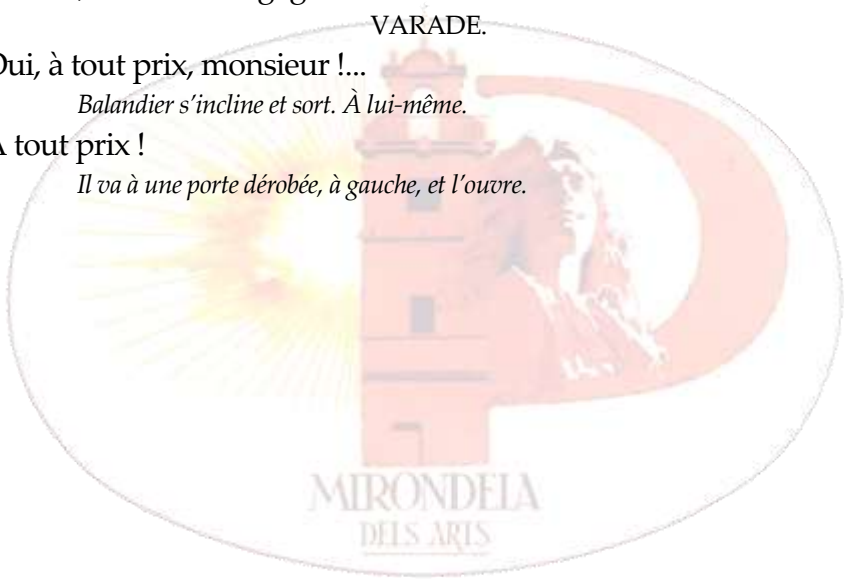 VARADE.
Oui, à tout prix, monsieur !...
Balandier s'incline et sort. À lui-même.
À tout prix !
Il va à une porte dérobée, à gauche, et l'ouvre.
MIRONDELA
DELS ARTS